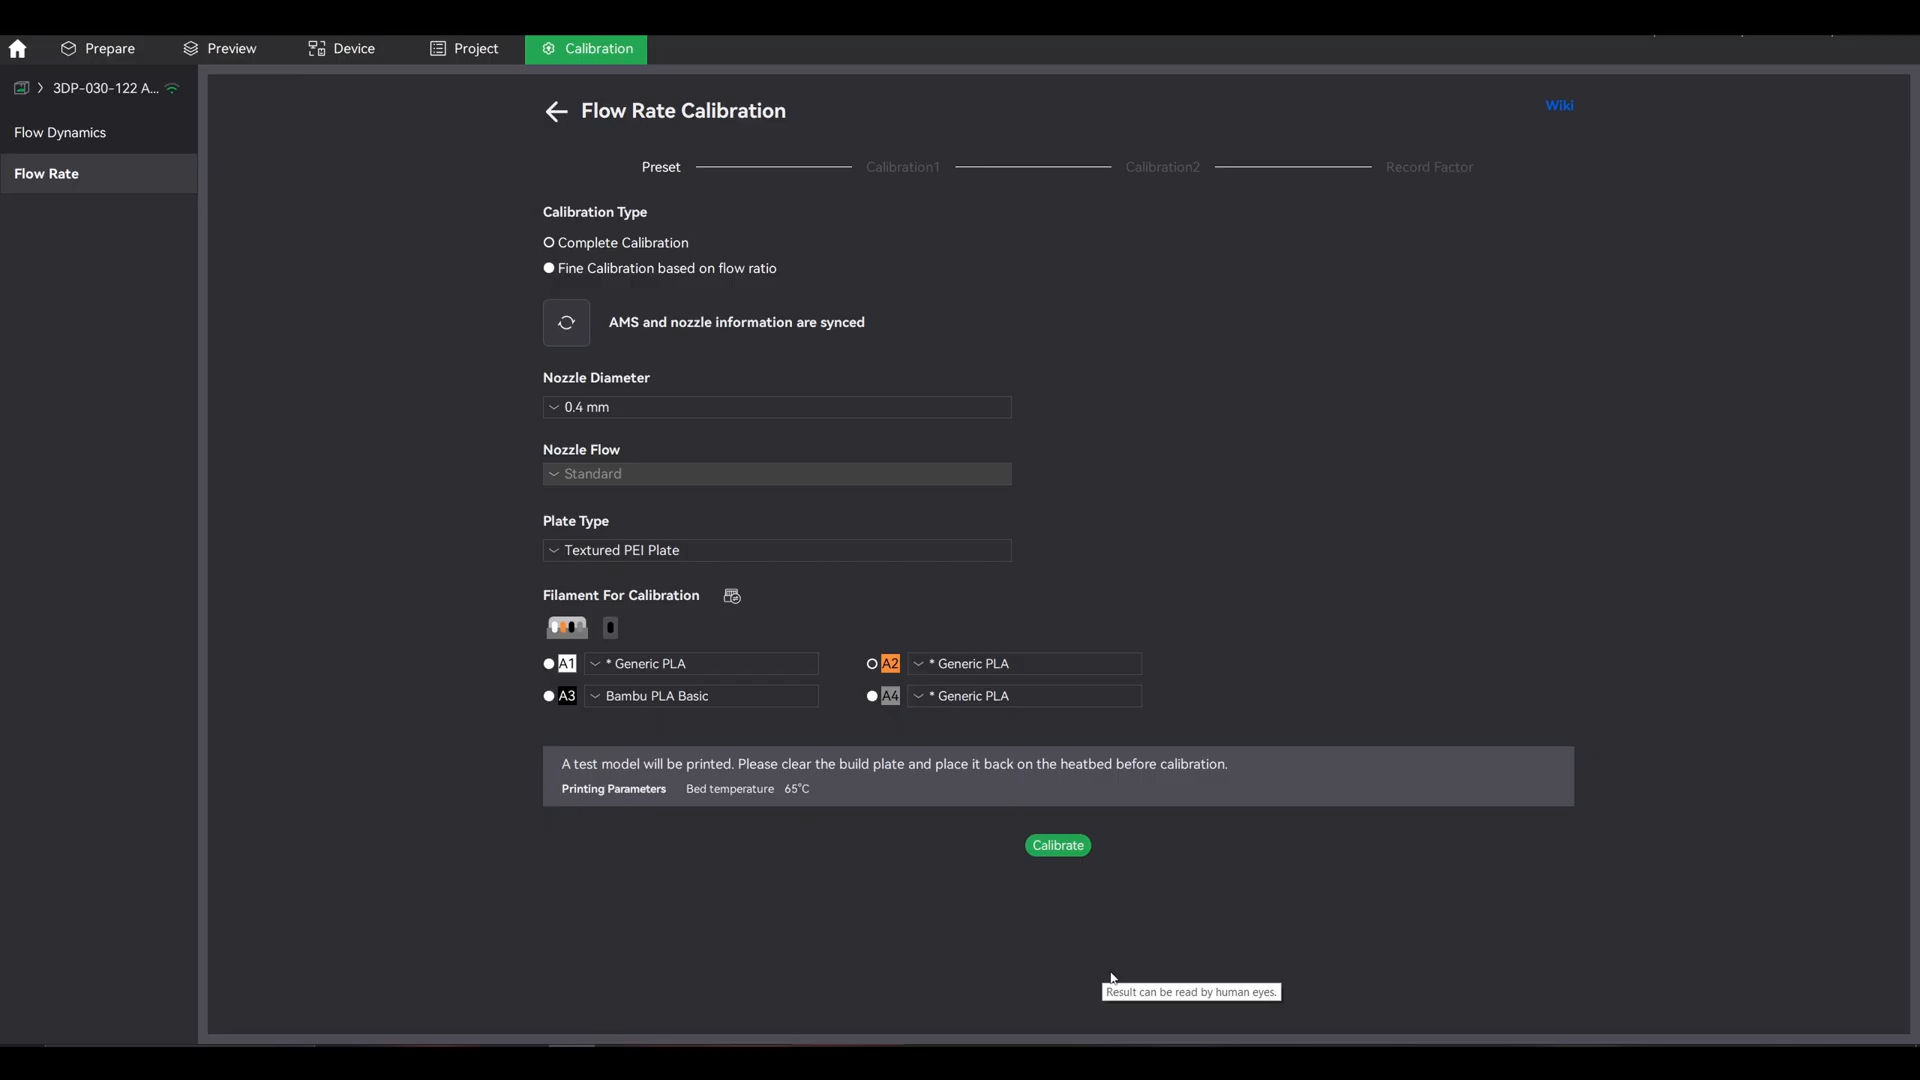 Prepare Preview Device Project Calibration
3DP-030-122 A...
Flow Dynamics
Flow Rate
Flow Rate Calibration
Wiki
Preset Calibration1 Calibration2 Record Factor
Calibration Type
Complete Calibration
Fine Calibration based on flow ratio
AMS and nozzle information are synced
Nozzle Diameter
0.4 mm
Nozzle Flow
Standard
Plate Type
Textured PEI Plate
Filament For Calibration
A1 * Generic PLA A2 * Generic PLA
A3 Bambu PLA Basic A4 * Generic PLA
A test model will be printed. Please clear the build plate and place it back on the heatbed before calibration.
Printing Parameters Bed temperature 65°C
Calibrate
Result can be read by human eyes.